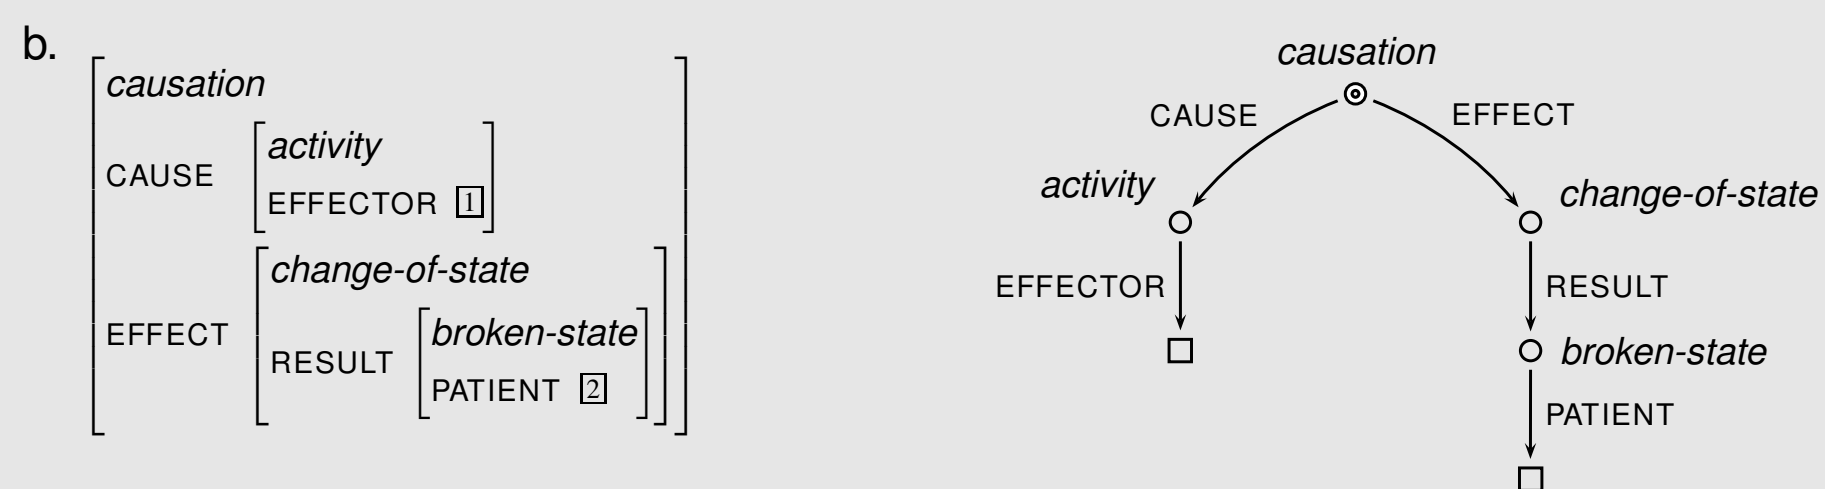 b.
causation
CAUSE
activity
EFFECTOR 1
EFFECT
change-of-state
RESULT
broken-state
PATIENT 2
causation
CAUSE
EFFECT
activity
change-of-state
EFFECTOR
RESULT
broken-state
PATIENT